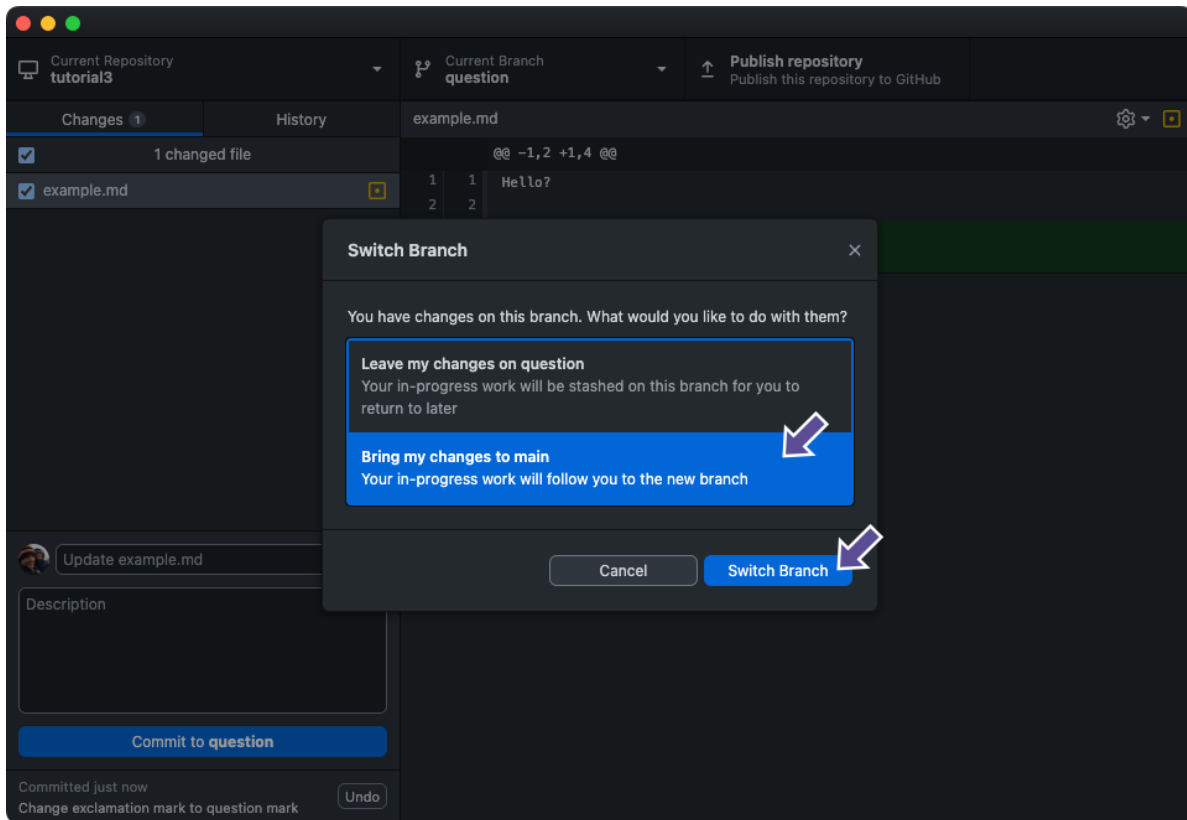 Current Repository
tutorial3
Current Branch
question
Publish repository
Publish this repository to GitHub
Changes 1
History
example.md
1 changed file
@@ -1,2 +1,4 @@
example.md
1 1 Hello?
2 2
Switch Branch
You have changes on this branch. What would you like to do with them?
Leave my changes on question
Your in-progress work will be stashed on this branch for you to
return to later
Bring my changes to main
Your in-progress work will follow you to the new branch
Cancel
Switch Branch
Update example.md
Description
Commit to question
Committed just now
Change exclamation mark to question mark
Undo